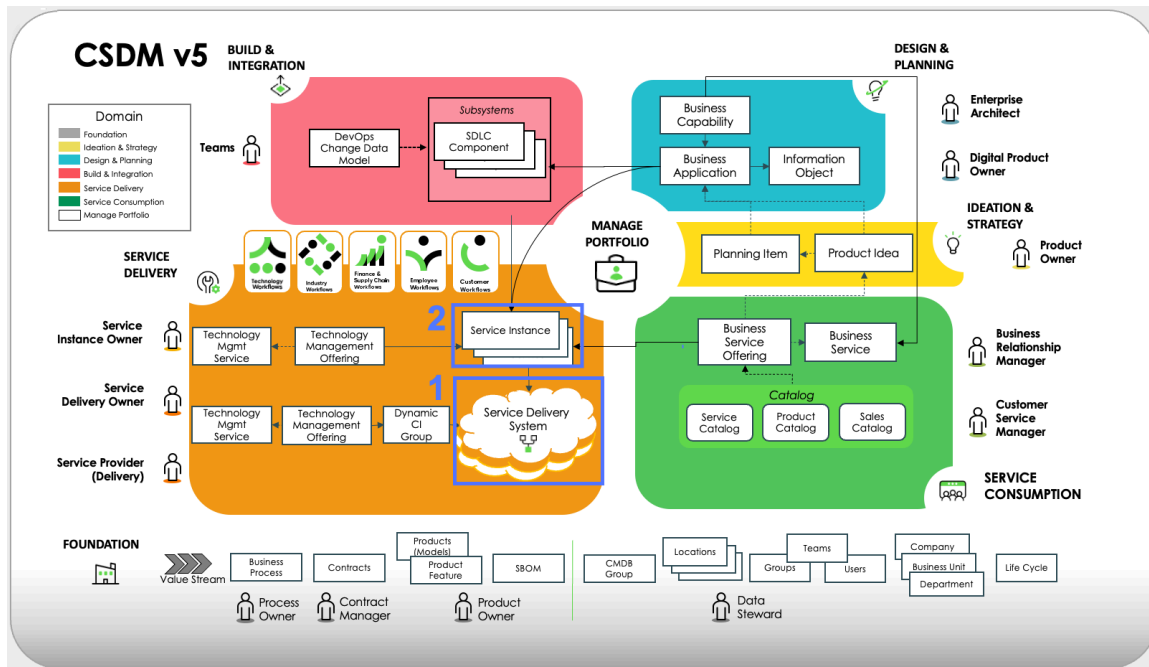 CSDM v5
BUILD &
INTEGRATION
DESIGN &
PLANNING
Domain
Foundation
Ideation & Strategy
Design & Planning
Build & Integration
Service Delivery
Service Consumption
Manage Portfolio
Teams
DevOps
Change Data
Model
Subsystems
SDLC
Component
Business
Capability
Business
Application
Information
Object
Enterprise
Architect
Digital Product
Owner
MANAGE
PORTFOLIO
IDEATION &
STRATEGY
Planning Item
Product Idea
Product
Owner
SERVICE
DELIVERY
Technology
Workflows
Industry
Workflows
Finance &
Supply Chain
Workflows
Employee
Workflows
Customer
Workflows
Service
Instance Owner
Technology
Mgmt
Service
Technology
Management
Offering
2
Service Instance
Business
Service
Offering
Business
Service
Business
Relationship
Manager
Service
Delivery Owner
1
Technology
Mgmt
Service
Technology
Management
Offering
Dynamic
CI
Group
Service Delivery
System
Catalog
Service
Catalog
Product
Catalog
Sales
Catalog
Customer
Service
Manager
Service Provider
(Delivery)
SERVICE
CONSUMPTION
FOUNDATION
Value Stream
Business
Process
Contracts
Products
(Models)
Product
Feature
SBOM
CMDB
Group
Locations
Groups
Teams
Users
Company
Business Unit
Department
Life Cycle
Process
Owner
Contract
Manager
Product
Owner
Data
Steward